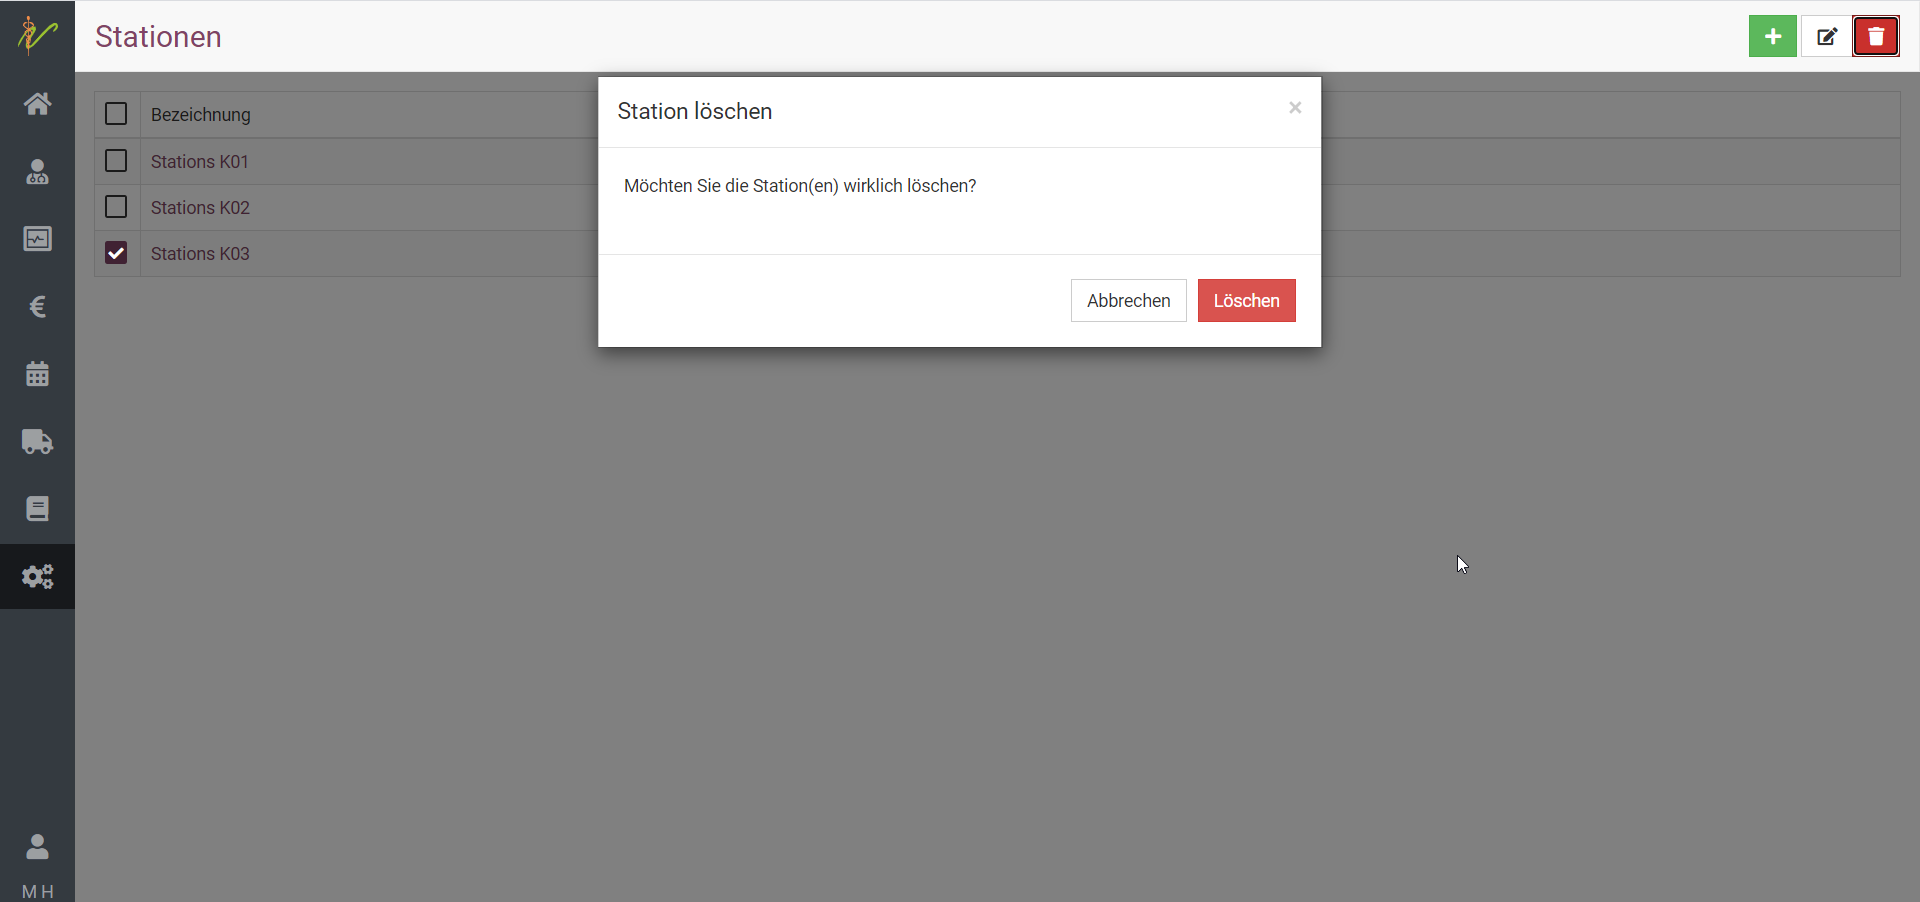 Stationen
Station löschen
×
Möchten Sie die Station(en) wirklich löschen?
Abbrechen
Löschen
Bezeichnung
Stations K01
Stations K02
Stations K03
M H